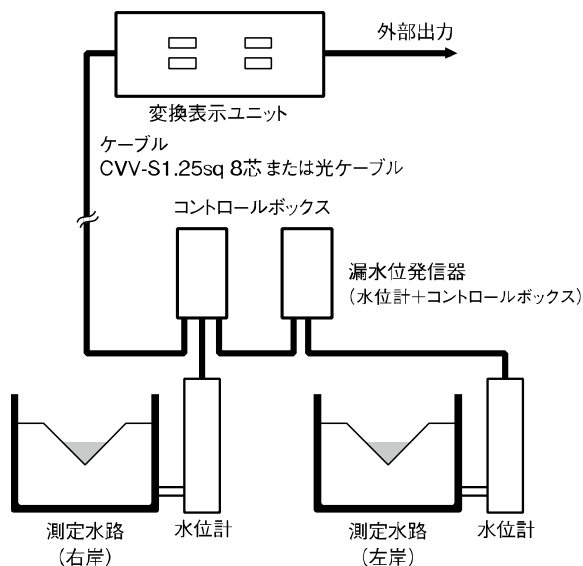 外部出力
変換表示ユニット
ケーブル
CVV-S1.25sq 8芯 または光ケーブル
コントロールボックス
漏水位発信器
（水位計＋コントロールボックス）
測定水路
（右岸）
水位計
測定水路
（左岸）
水位計